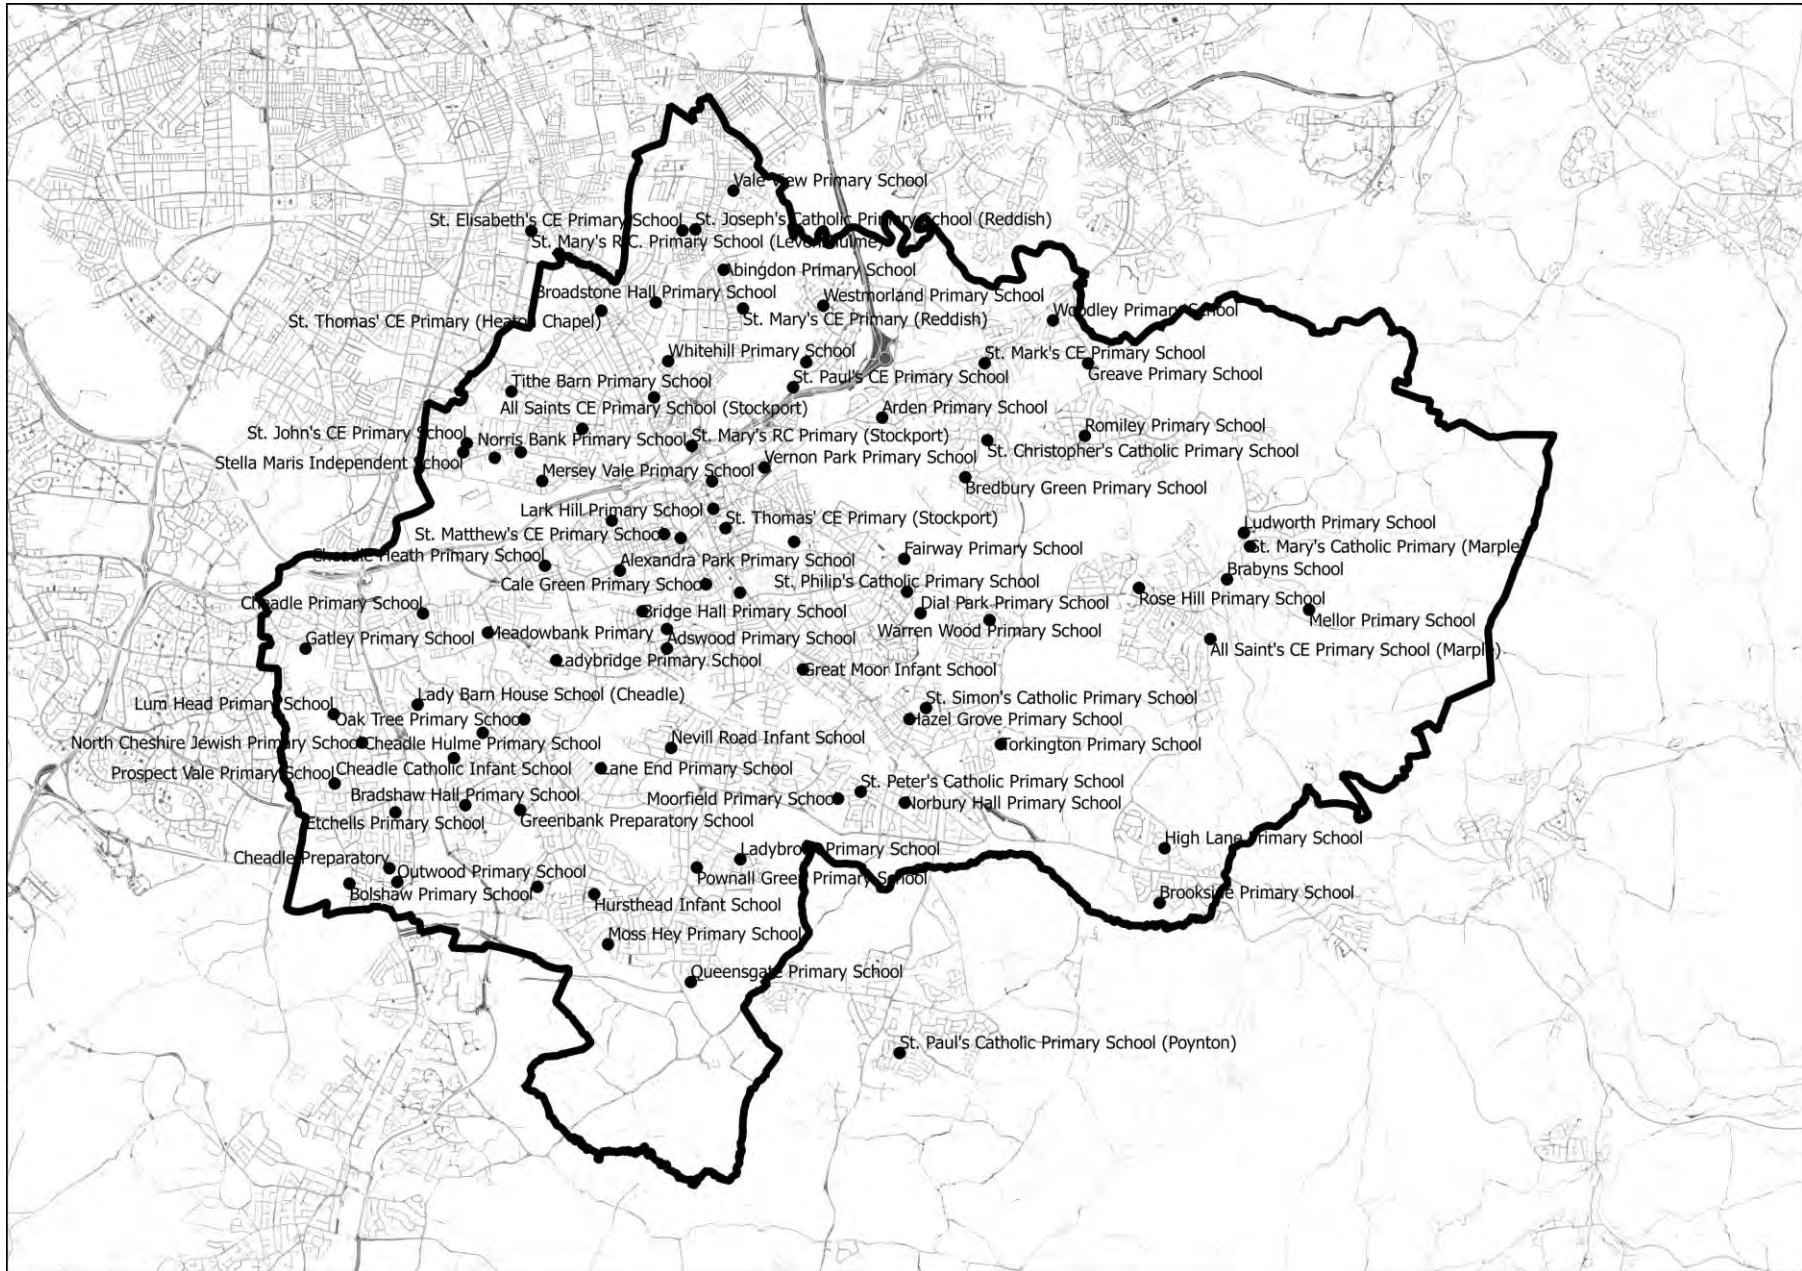 Vale View Primary School
St. Elisabeth's CE Primary School
St. Joseph's Catholic Primary School (Reddish)
St. Mary's R.C. Primary School (Levenshulme)
Abingdon Primary School
Broadstone Hall Primary School
Westmorland Primary School
St. Thomas' CE Primary (Heaton Chapel)
St. Mary's CE Primary (Reddish)
Woodley Primary School
Whitehill Primary School
St. Mark's CE Primary School
St. Paul's CE Primary School
Greave Primary School
Tithe Barn Primary School
All Saints CE Primary School (Stockport)
Arden Primary School
St. John's CE Primary School
Norris Bank Primary School
St. Mary's RC Primary (Stockport)
Romiley Primary School
Stella Maris Independent School
Vernon Park Primary School
St. Christopher's Catholic Primary School
Mersey Vale Primary School
Bredbury Green Primary School
Lark Hill Primary School
St. Thomas' CE Primary (Stockport)
Ludworth Primary School
St. Matthew's CE Primary School
St. Mary's Catholic Primary (Marple)
Cheadle Heath Primary School
Alexandra Park Primary School
Fairway Primary School
Brabyns School
Cale Green Primary School
St. Philip's Catholic Primary School
Cheadle Primary School
Bridge Hall Primary School
Dial Park Primary School
Rose Hill Primary School
Mellor Primary School
Gatley Primary School
Meadowbank Primary
Adswood Primary School
Warren Wood Primary School
All Saint's CE Primary School (Marple)
Ladybridge Primary School
Great Moor Infant School
Lady Barn House School (Cheadle)
St. Simon's Catholic Primary School
Lum Head Primary School
Oak Tree Primary School
Hazel Grove Primary School
North Cheshire Jewish Primary School
Cheadle Hulme Primary School
Nevill Road Infant School
Torkington Primary School
Prospect Vale Primary School
Cheadle Catholic Infant School
Lane End Primary School
St. Peter's Catholic Primary School
Bradshaw Hall Primary School
Moorfield Primary School
Norbury Hall Primary School
Etchells Primary School
Greenbank Preparatory School
High Lane Primary School
Cheadle Preparatory
Ladybrook Primary School
Outwood Primary School
Pownall Green Primary School
Bolshaw Primary School
Hursthead Infant School
Brookside Primary School
Moss Hey Primary School
Queensgate Primary School
St. Paul's Catholic Primary School (Poynton)